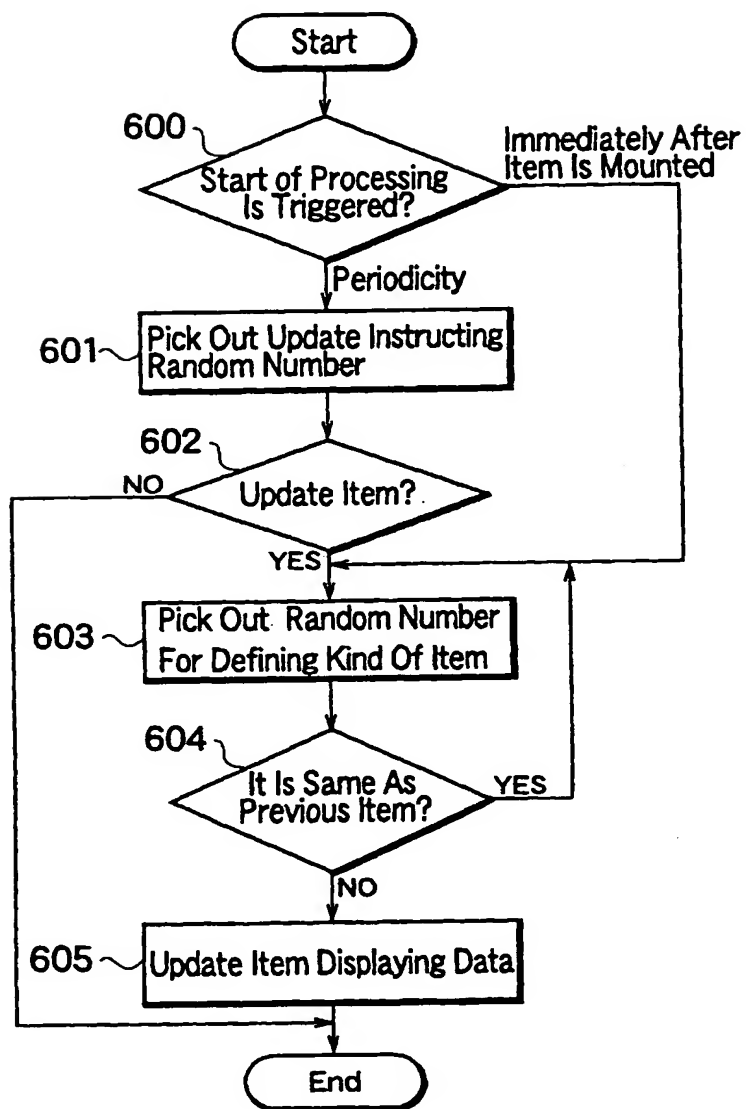 Start
600
Start of Processing
Is Triggered?
Immediately After
Item Is Mounted
Periodicity
601
Pick Out Update Instructing
Random Number
602
NO
Update Item?
YES
603
Pick Out Random Number
For Defining Kind Of Item
604
It Is Same As
Previous Item?
YES
NO
605
Update Item Displaying Data
End